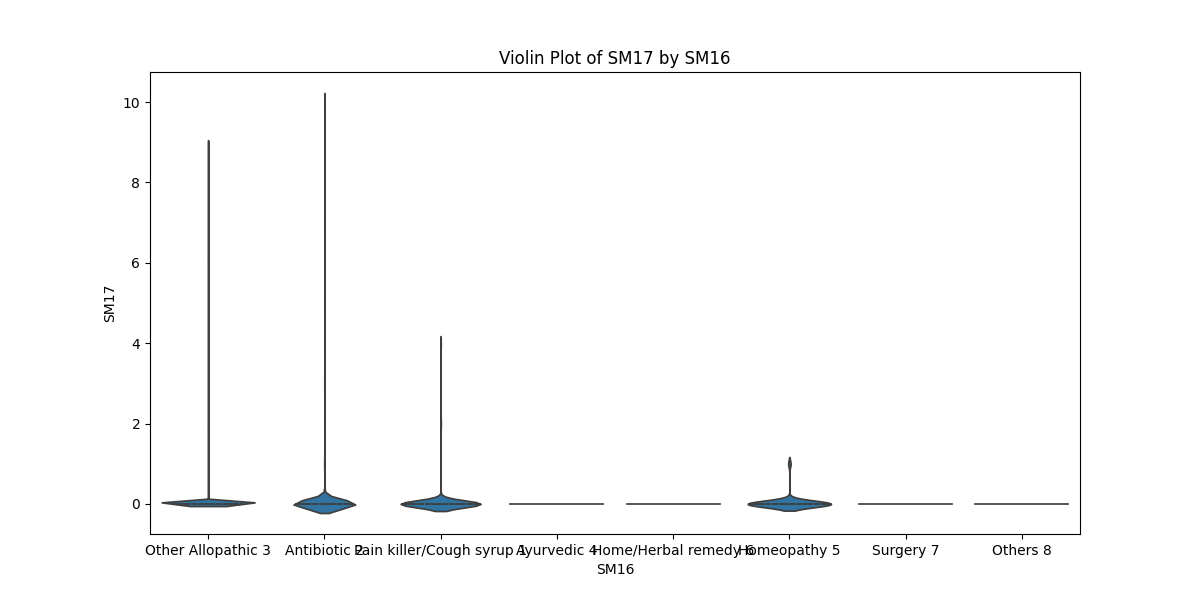 Violin Plot of SM17 by SM16
10
8
6
4
2
0
SM17
Other Allopathic 3 Antibiotic 2 Pain killer/Cough syrup 1 Ayurvedic 4 Home/Herbal remedy 6 Homeopathy 5 Surgery 7 Others 8
SM16